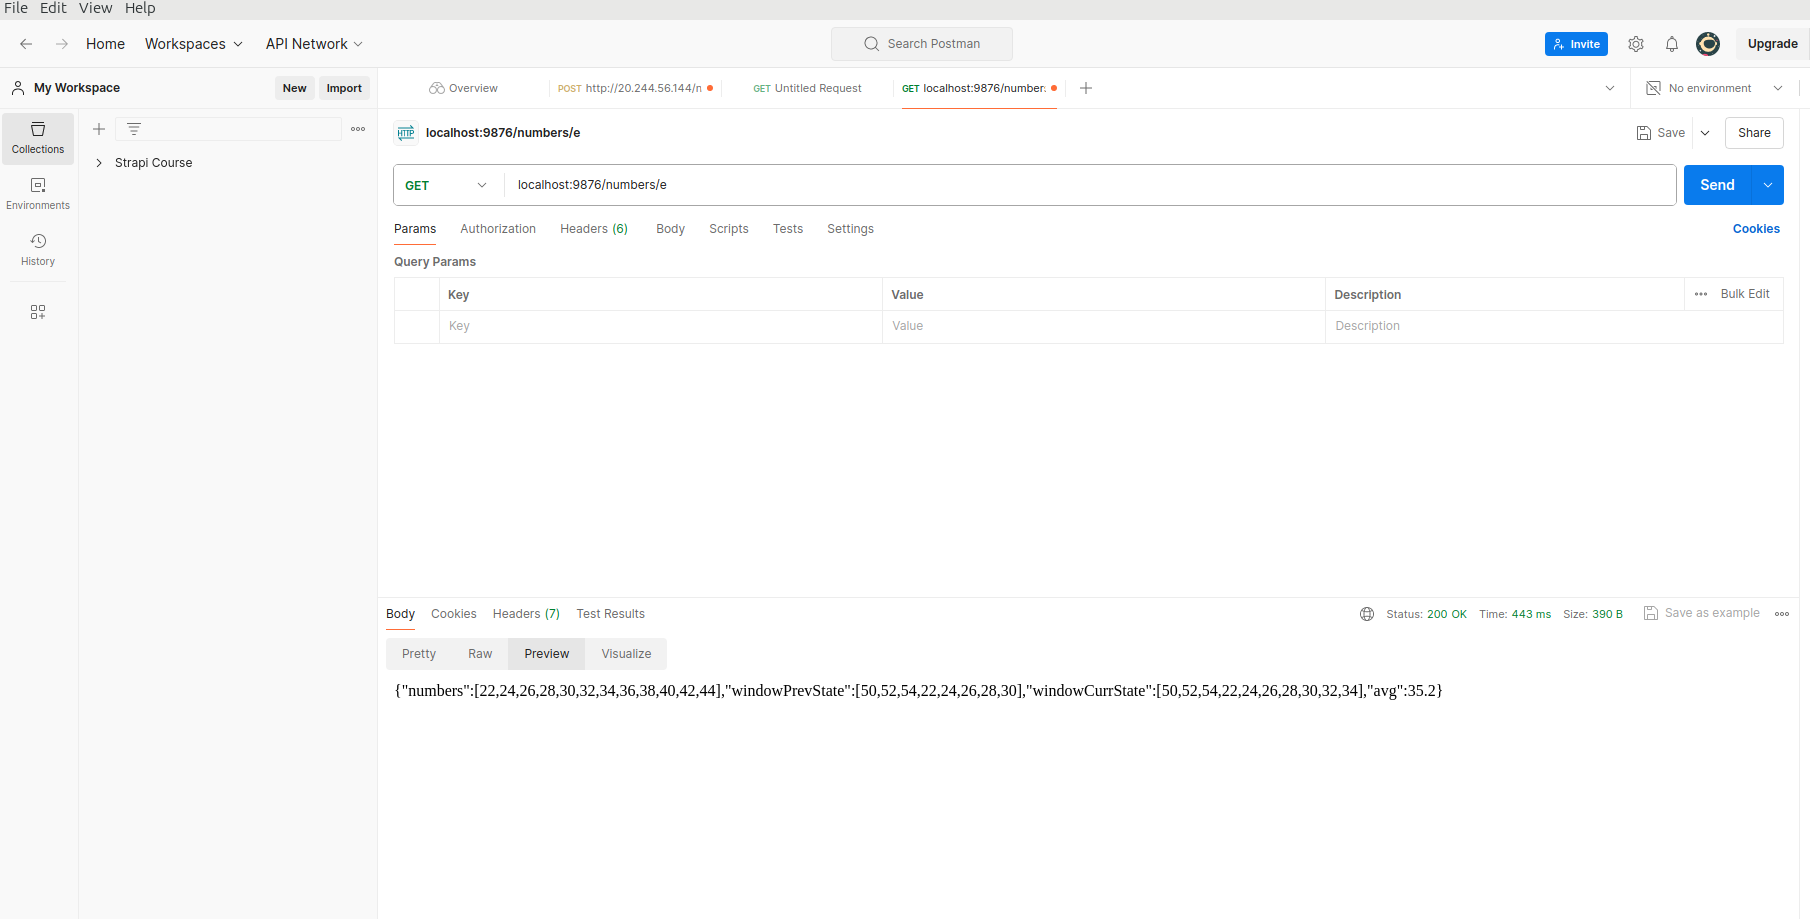 File Edit View Help
Home Workspaces API Network Search Postman Invite Upgrade
My Workspace New Import Overview POST http://20.244.56.144/n GET Untitled Request GET localhost:9876/number: No environment
Collections
HTTP localhost:9876/numbers/e Save Share
Strapi Course
GET localhost:9876/numbers/e Send
Environments
Params Authorization Headers (6) Body Scripts Tests Settings Cookies
History
Query Params
Key Value Description Bulk Edit
Key Value Description
Body Cookies Headers (7) Test Results Status: 200 OK Time: 443 ms Size: 390 B Save as example
Pretty Raw Preview Visualize
{"numbers":[22,24,26,28,30,32,34,36,38,40,42,44],"windowPrevState":[50,52,54,22,24,26,28,30],"windowCurrState":[50,52,54,22,24,26,28,30,32,34],"avg":35.2}